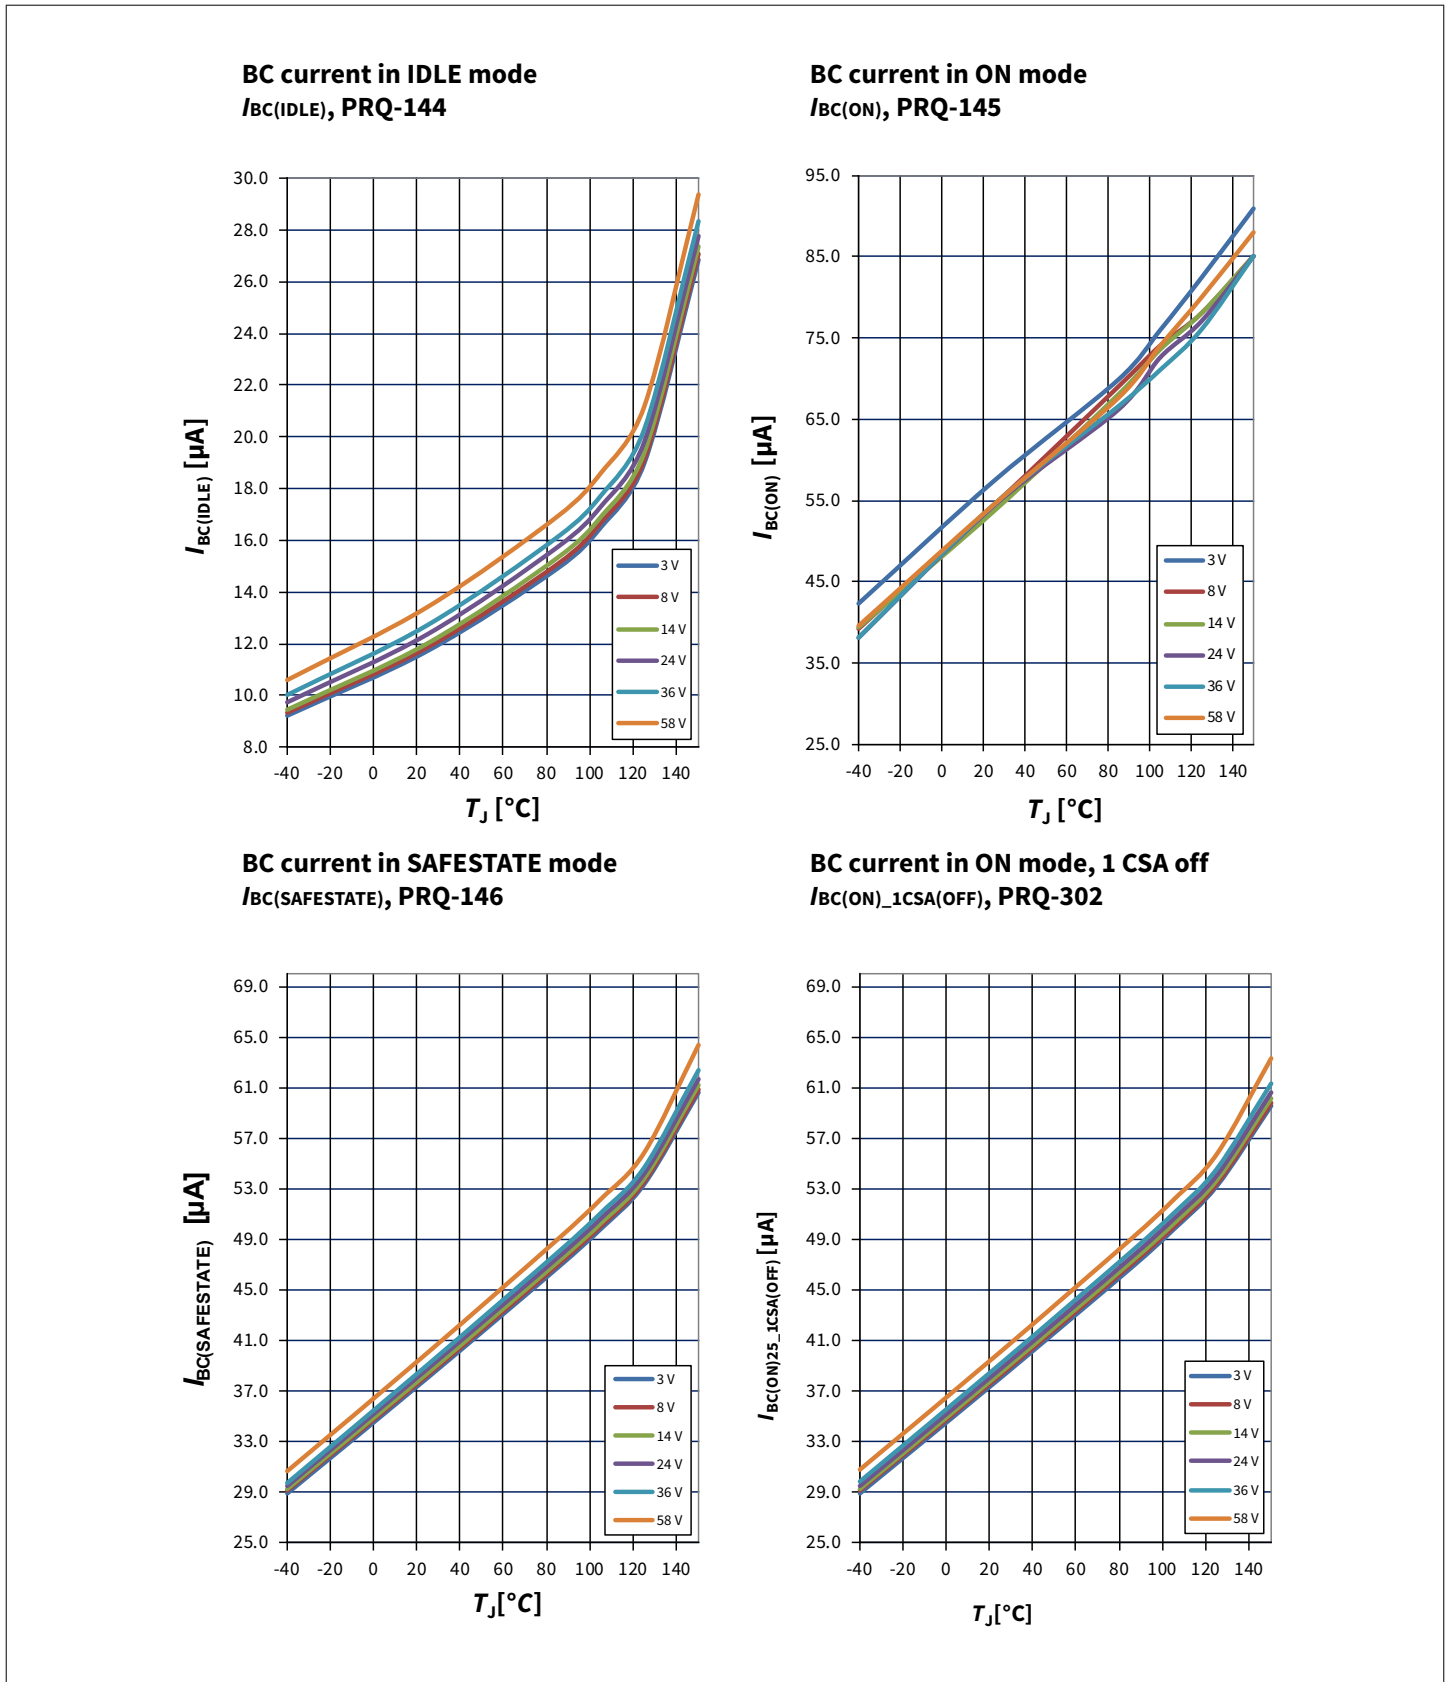 BC current in IDLE mode
IBC(IDLE), PRQ-144
30.0
28.0
26.0
24.0
22.0
20.0
18.0
16.0
14.0
12.0
10.0
8.0
IBC(IDLE) [µA]
3 V
8 V
14 V
24 V
36 V
58 V
-40 -20 0 20 40 60 80 100 120 140
TJ [°C]
BC current in ON mode
IBC(ON), PRQ-145
95.0
85.0
75.0
65.0
55.0
45.0
35.0
25.0
IBC(ON) [µA]
3 V
8 V
14 V
24 V
36 V
58 V
-40 -20 0 20 40 60 80 100 120 140
TJ [°C]
BC current in SAFESTATE mode
IBC(SAFESTATE), PRQ-146
69.0
65.0
61.0
57.0
53.0
49.0
45.0
41.0
37.0
33.0
29.0
25.0
IBC(SAFESTATE) [µA]
3 V
8 V
14 V
24 V
36 V
58 V
-40 -20 0 20 40 60 80 100 120 140
TJ[°C]
BC current in ON mode, 1 CSA off
IBC(ON)_1CSA(OFF), PRQ-302
69.0
65.0
61.0
57.0
53.0
49.0
45.0
41.0
37.0
33.0
29.0
25.0
IBC(ON)25_1CSA(OFF) [µA]
3 V
8 V
14 V
24 V
36 V
58 V
-40 -20 0 20 40 60 80 100 120 140
TJ[°C]